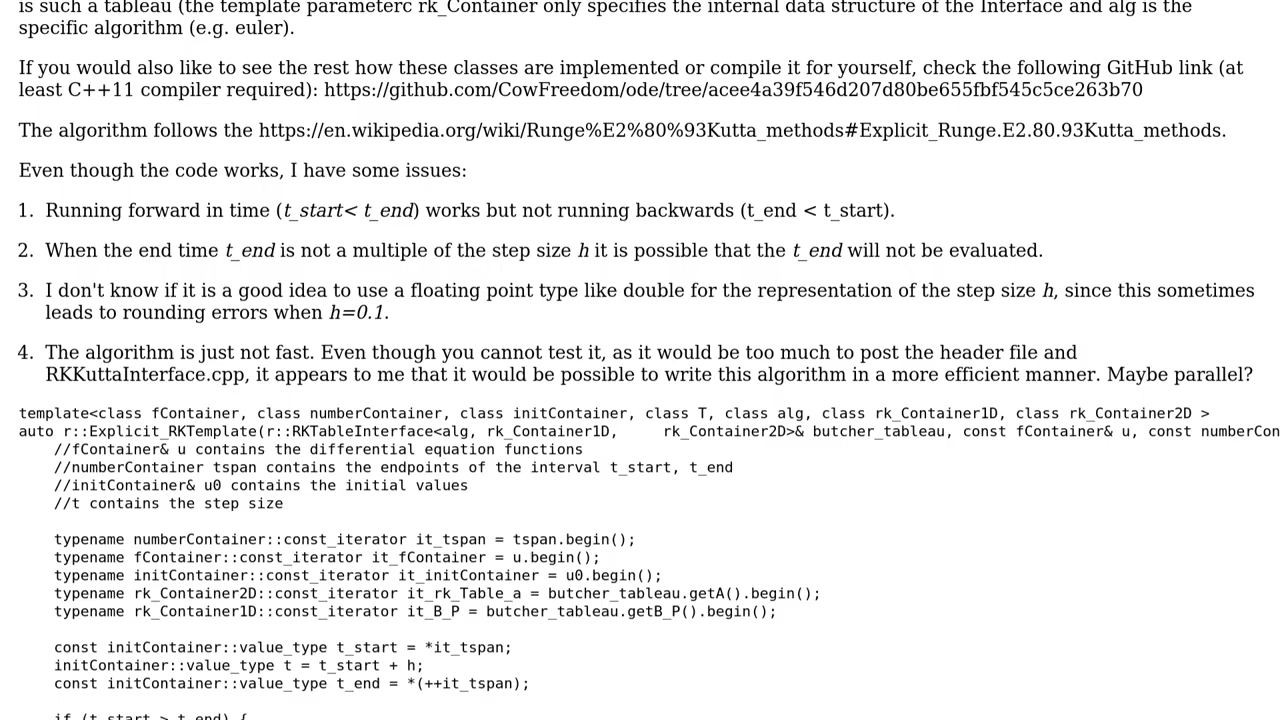 is such a tableau (the template parameterc rk_Container only specifies the internal data structure of the Interface and alg is the
specific algorithm (e.g. euler).
If you would also like to see the rest how these classes are implemented or compile it for yourself, check the following GitHub link (at
least C++11 compiler required): https://github.com/CowFreedom/ode/tree/acee4a39f546d207d80be655fbf545c5ce263b70
The algorithm follows the https://en.wikipedia.org/wiki/Runge%E2%80%93Kutta_methods#Explicit_Runge.E2.80.93Kutta_methods.
Even though the code works, I have some issues:
1. Running forward in time (t_start< t_end) works but not running backwards (t_end < t_start).
2. When the end time t_end is not a multiple of the step size h it is possible that the t_end will not be evaluated.
3. I don't know if it is a good idea to use a floating point type like double for the representation of the step size h, since this sometimes
leads to rounding errors when h=0.1.
4. The algorithm is just not fast. Even though you cannot test it, as it would be too much to post the header file and
RKKuttaInterface.cpp, it appears to me that it would be possible to write this algorithm in a more efficient manner. Maybe parallel?
template<class fContainer, class numberContainer, class initContainer, class T, class alg, class rk_Container1D, class rk_Container2D >
auto r::Explicit_RKTemplate(r::RKTableInterface<alg, rk_Container1D,     rk_Container2D>& butcher_tableau, const fContainer& u, const numberCon
    //fContainer& u contains the differential equation functions
    //numberContainer tspan contains the endpoints of the interval t_start, t_end
    //initContainer& u0 contains the initial values
    //t contains the step size
    typename numberContainer::const_iterator it_tspan = tspan.begin();
    typename fContainer::const_iterator it_fContainer = u.begin();
    typename initContainer::const_iterator it_initContainer = u0.begin();
    typename rk_Container2D::const_iterator it_rk_Table_a = butcher_tableau.getA().begin();
    typename rk_Container1D::const_iterator it_B_P = butcher_tableau.getB_P().begin();
    const initContainer::value_type t_start = *it_tspan;
    initContainer::value_type t = t_start + h;
    const initContainer::value_type t_end = *(++it_tspan);
    if (t_start > t_end) {